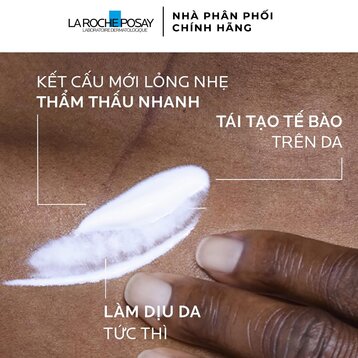 LA ROCHE POSAY
LABORATOIRE DERMATOLOGIQUE
NHÀ PHÂN PHỐI
CHÍNH HÃNG
KẾT CẤU MỚI LỎNG NHẸ
THẨM THẤU NHANH
TÁI TẠO TẾ BÀO
TRÊN DA
LÀM DỊU DA
TỨC THÌ